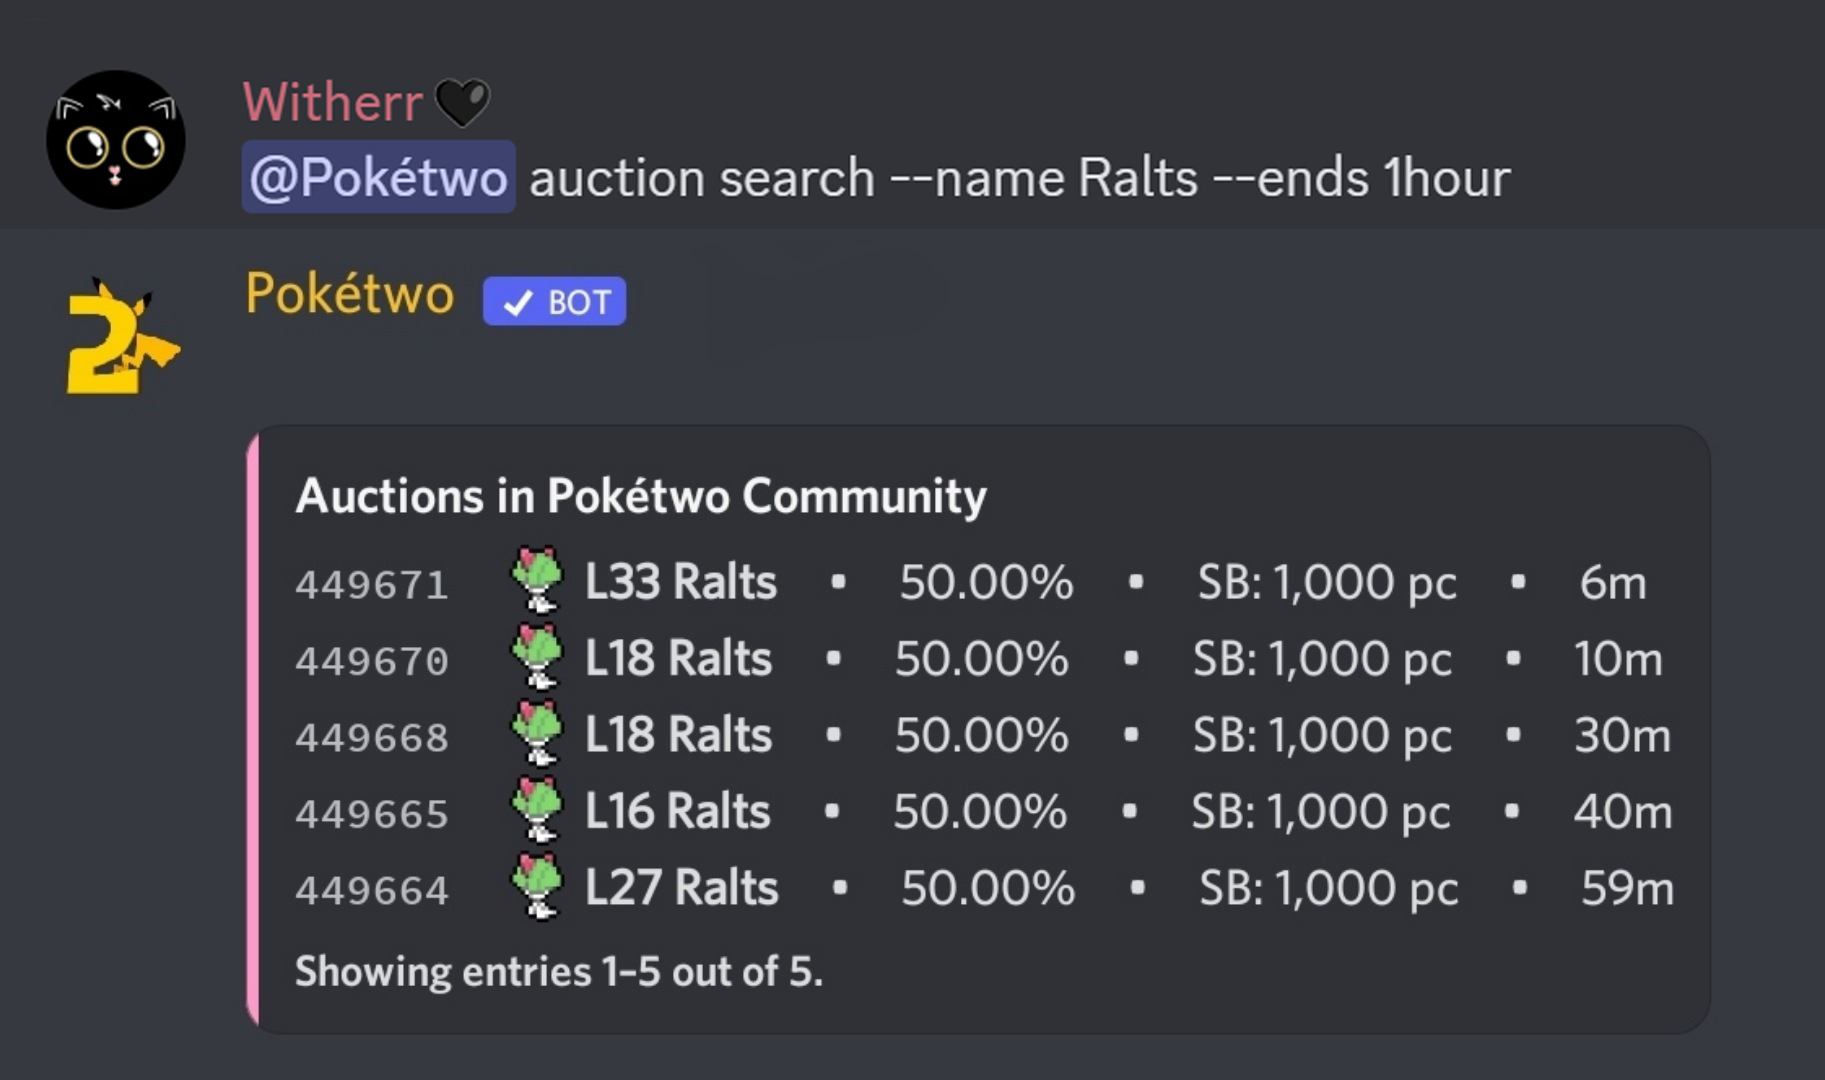 Witherr🖤
@Pokétwo auction search --name Ralts --ends 1hour
Pokétwo ✓ BOT
Auctions in Pokétwo Community
449671 L33 Ralts • 50.00% • SB: 1,000 pc • 6m
449670 L18 Ralts • 50.00% • SB: 1,000 pc • 10m
449668 L18 Ralts • 50.00% • SB: 1,000 pc • 30m
449665 L16 Ralts • 50.00% • SB: 1,000 pc • 40m
449664 L27 Ralts • 50.00% • SB: 1,000 pc • 59m
Showing entries 1–5 out of 5.